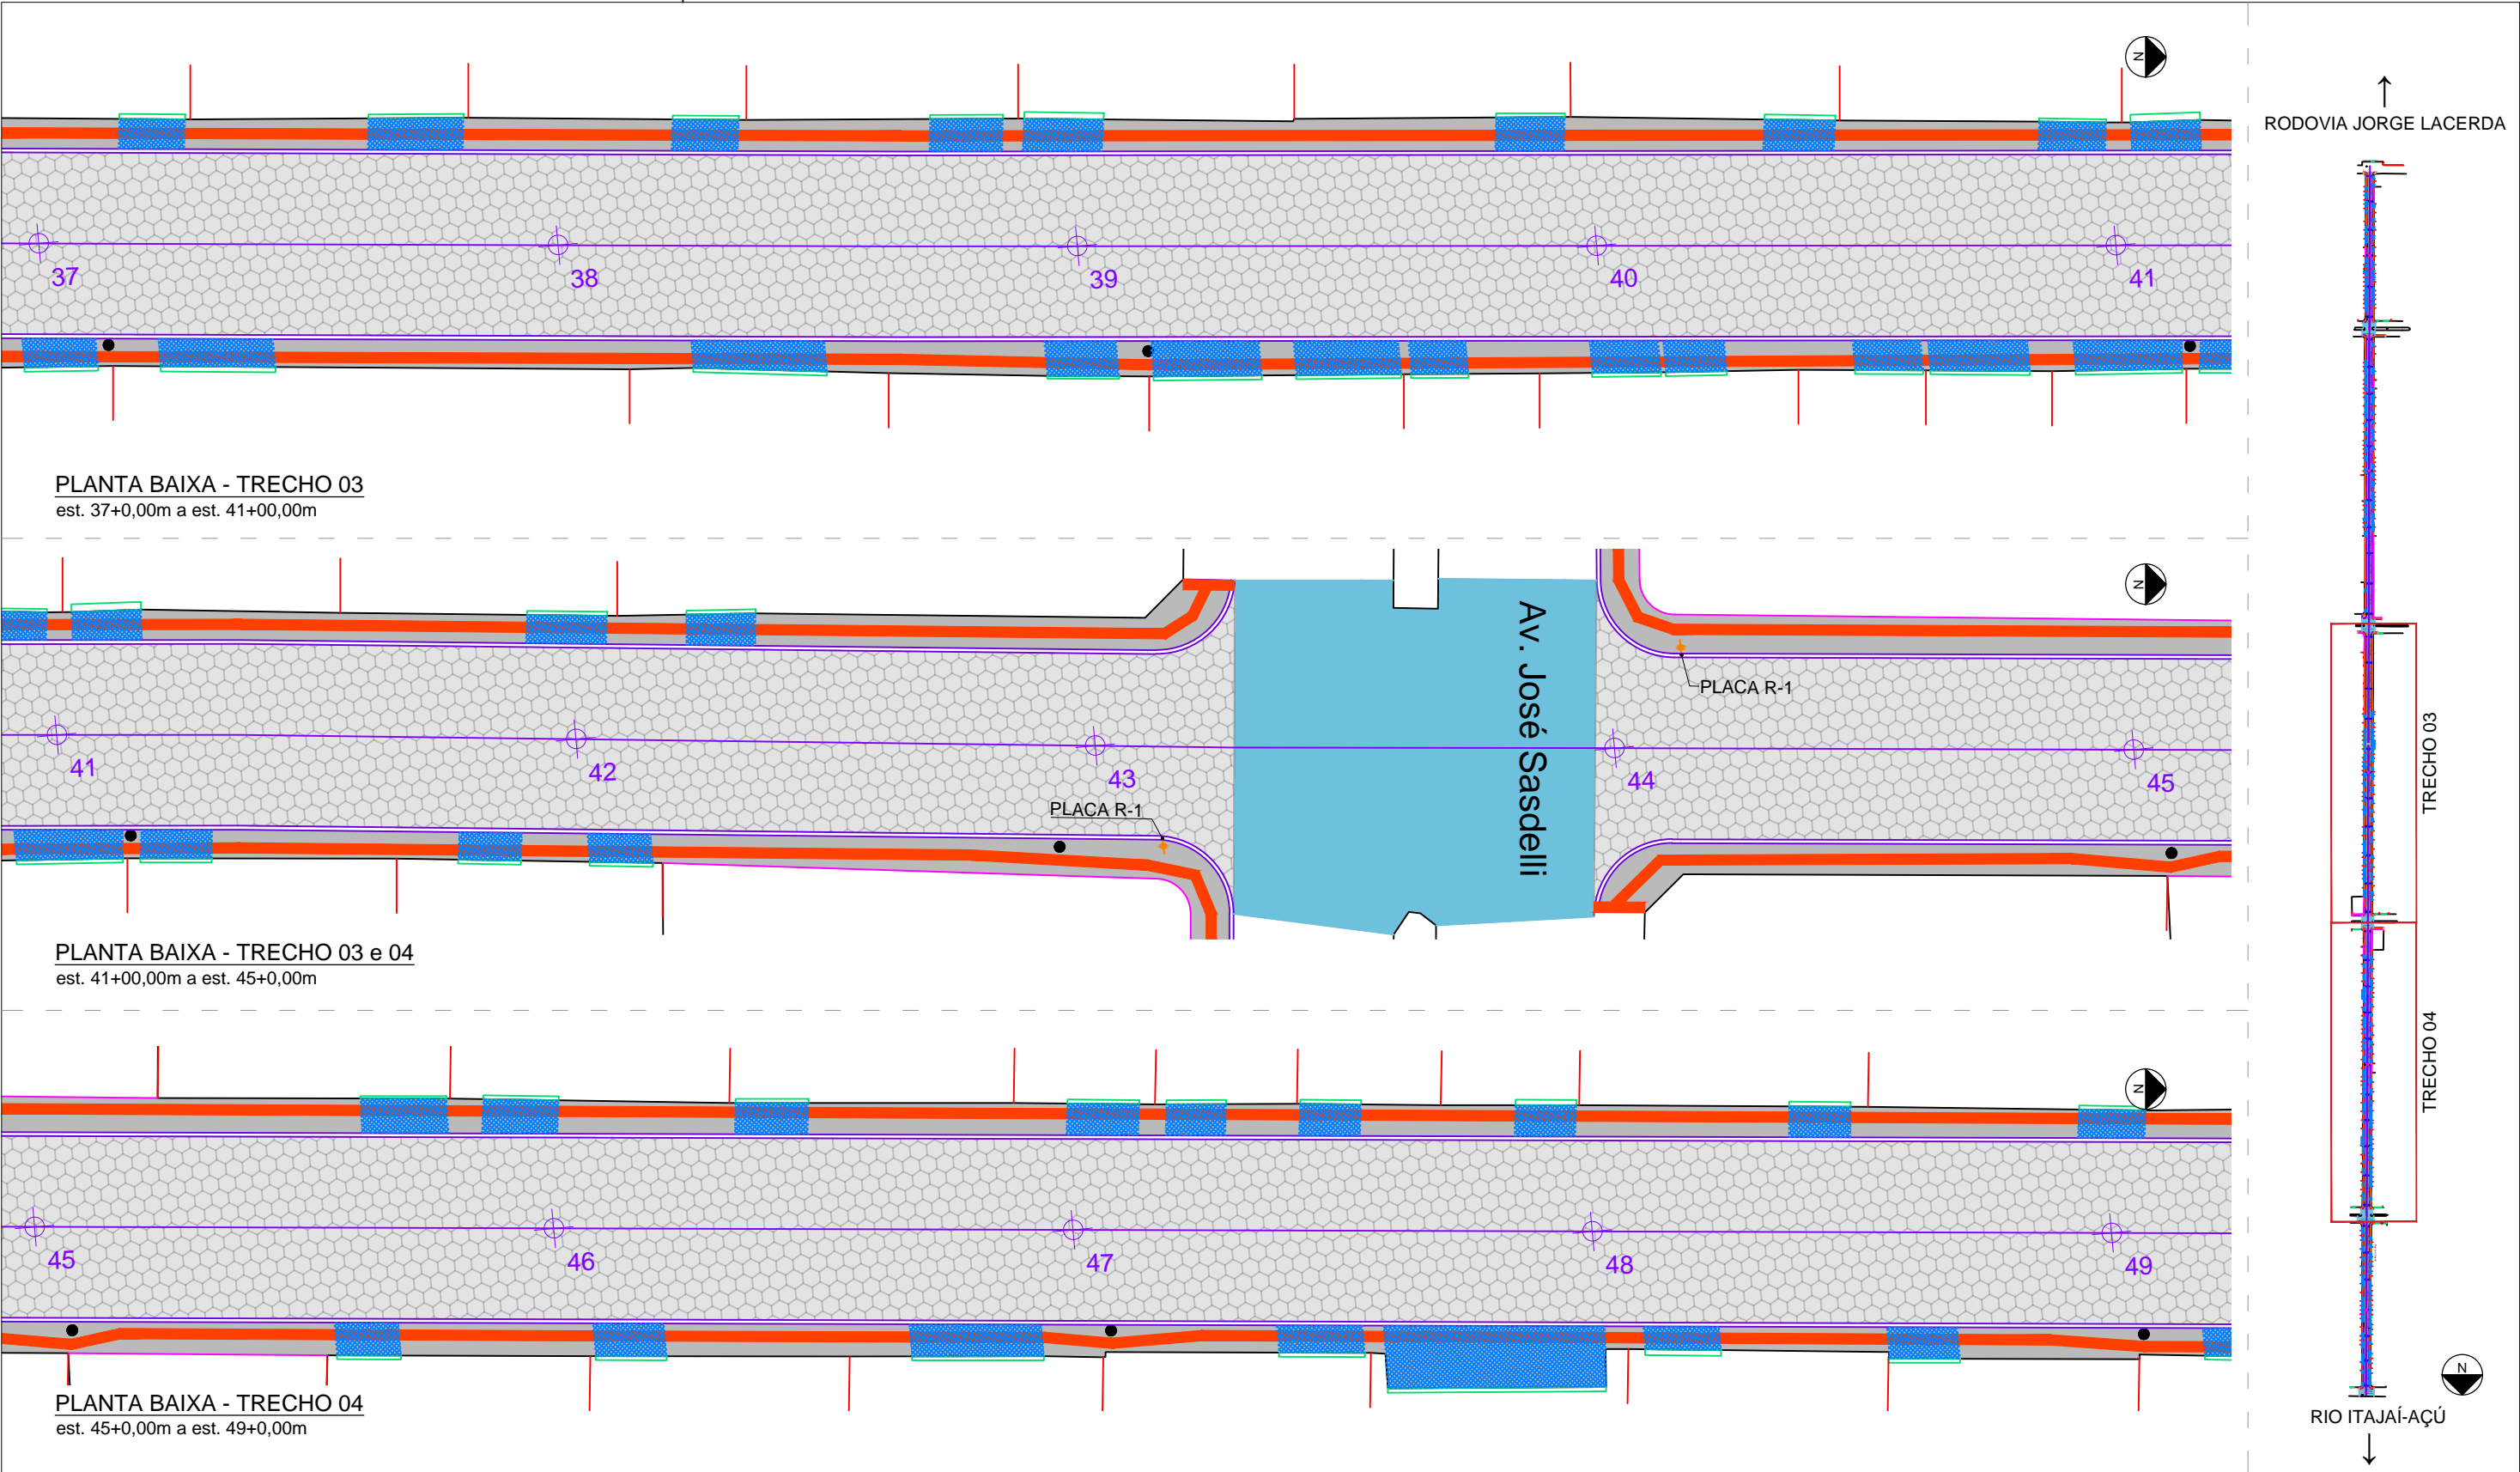 N
37
38
39
40
41
PLANTA BAIXA - TRECHO 03
est. 37+0,00m a est. 41+00,00m
N
Av. José Sasdelli
PLACA R-1
41
42
43
44
45
PLACA R-1
PLANTA BAIXA - TRECHO 03 e 04
est. 41+00,00m a est. 45+0,00m
N
45
46
47
48
49
PLANTA BAIXA - TRECHO 04
est. 45+0,00m a est. 49+0,00m
RODOVIA JORGE LACERDA
TRECHO 03
TRECHO 04
N
RIO ITAJAÍ-AÇÚ